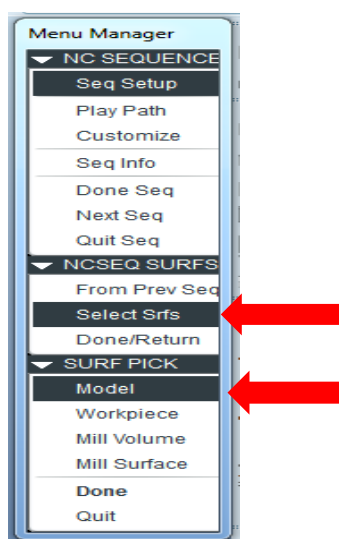 Menu Manager
NC SEQUENCE
Seq Setup
Play Path
Customize
Seq Info
Done Seq
Next Seq
Quit Seq
NCSEQ SURFS
From Prev Seq
Select Srfs
Done/Return
SURF PICK
Model
Workpiece
Mill Volume
Mill Surface
Done
Quit